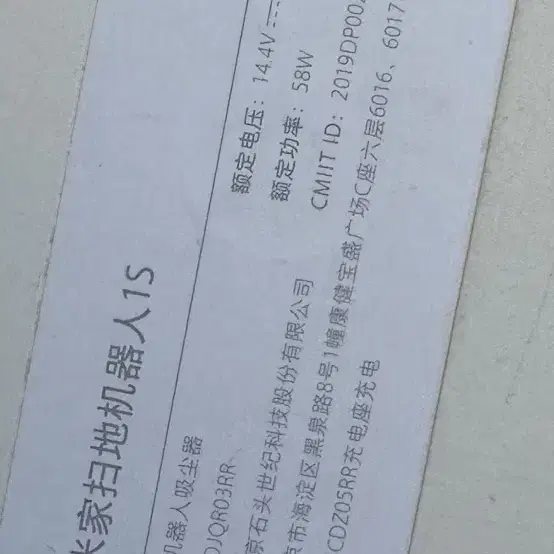 家扫地机器人1S
机器人吸尘器
额定电压：14.4V
JQR03RR
额定功率：58W
京石头世纪科技股份有限公司
CMIIT ID：2019DP00
市海淀区黑泉路8号1幢康健宝盛广场C座六层6016、6017
CDZ05RR充电座充电